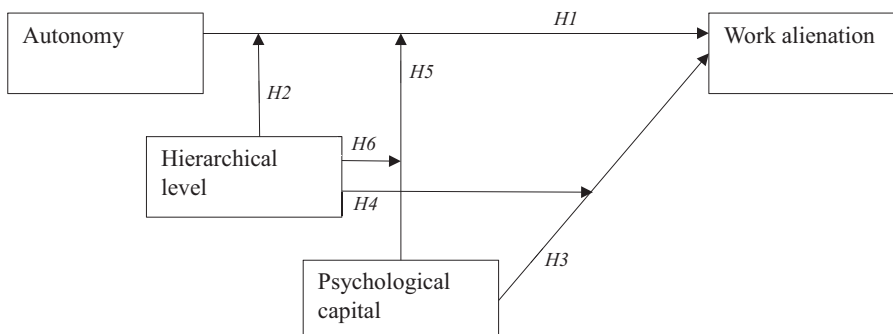 H1
Autonomy
Work alienation
H5
H2
Hierarchical
level
H6
H4
H3
Psychological
capital